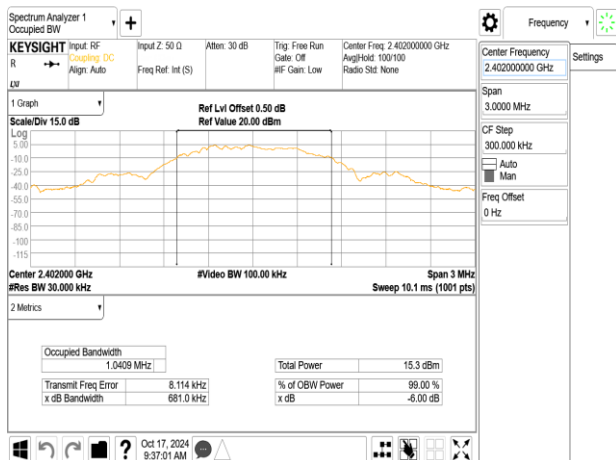 Spectrum Analyzer 1
Occupied BW
Frequency
KEYSIGHT
R
Input: RF
Coupling: DC
Align: Auto
Input Z: 50 Ω
Freq Ref: Int (S)
Atten: 30 dB
Trig: Free Run
Gate: Off
#IF Gain: Low
Center Freq: 2.402000000 GHz
Avg|Hold: 100/100
Radio Std: None
Center Frequency
2.402000000 GHz
Settings
Span
3.0000 MHz
CF Step
300.000 kHz
Auto
Man
Freq Offset
0 Hz
1 Graph
Scale/Div 15.0 dB
Ref Lvl Offset 0.50 dB
Ref Value 20.00 dBm
Log
5.00
-10.0
-25.0
-40.0
-55.0
-70.0
-85.0
-100
-115
Center 2.402000 GHz
#Res BW 30.000 kHz
#Video BW 100.00 kHz
Span 3 MHz
Sweep 10.1 ms (1001 pts)
2 Metrics
Occupied Bandwidth
1.0409 MHz
Total Power 15.3 dBm
Transmit Freq Error 8.114 kHz
% of OBW Power 99.00 %
x dB Bandwidth 681.0 kHz
x dB -6.00 dB
Oct 17, 2024
9:37:01 AM